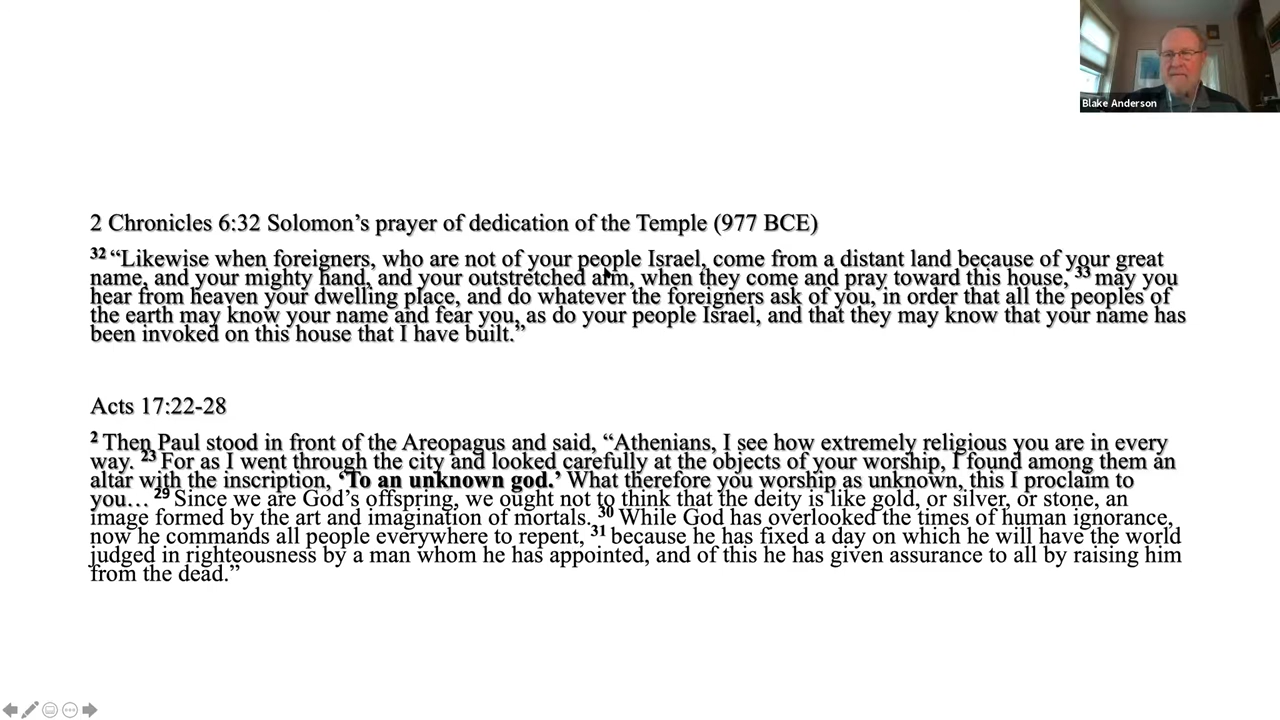 Blake Anderson
2 Chronicles 6:32 Solomon’s prayer of dedication of the Temple (977 BCE)
32 “Likewise when foreigners, who are not of your people Israel, come from a distant land because of your great
name, and your mighty hand, and your outstretched arm, when they come and pray toward this house, 33 may you
hear from heaven your dwelling place, and do whatever the foreigners ask of you, in order that all the peoples of
the earth may know your name and fear you, as do your people Israel, and that they may know that your name has
been invoked on this house that I have built.”
Acts 17:22-28
2 Then Paul stood in front of the Areopagus and said, “Athenians, I see how extremely religious you are in every
way. 23 For as I went through the city and looked carefully at the objects of your worship, I found among them an
altar with the inscription, ‘To an unknown god.’ What therefore you worship as unknown, this I proclaim to
you… 29 Since we are God’s offspring, we ought not to think that the deity is like gold, or silver, or stone, an
image formed by the art and imagination of mortals. 30 While God has overlooked the times of human ignorance,
now he commands all people everywhere to repent, 31 because he has fixed a day on which he will have the world
judged in righteousness by a man whom he has appointed, and of this he has given assurance to all by raising him
from the dead.”